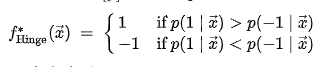 f*Hinge(x⃗) = { 1 if p(1 | x⃗) > p(−1 | x⃗)
−1 if p(1 | x⃗) < p(−1 | x⃗)